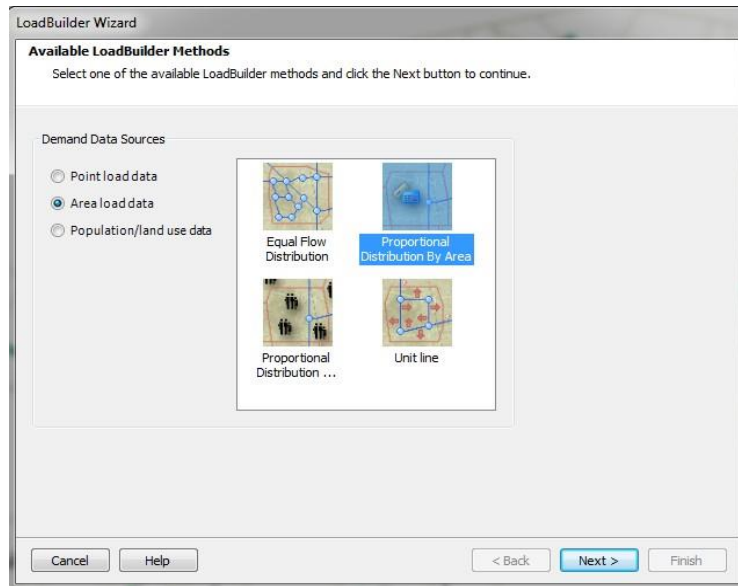 LoadBuilder Wizard
Available LoadBuilder Methods
Select one of the available LoadBuilder methods and click the Next button to continue.
Demand Data Sources
Point load data
Area load data
Population/land use data
Equal Flow
Distribution
Proportional
Distribution By Area
Proportional
Distribution ...
Unit line
Cancel
Help
< Back
Next >
Finish